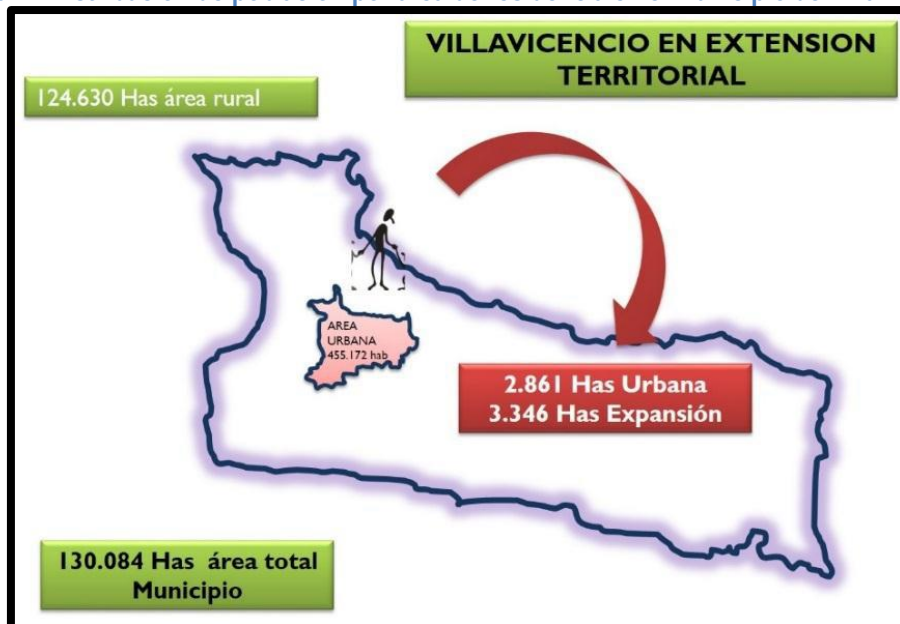 VILLAVICENCIO EN EXTENSION
TERRITORIAL
124.630 Has área rural
AREA
URBANA
455.172 hab
2.861 Has Urbana
3.346 Has Expansión
130.084 Has área total
Municipio